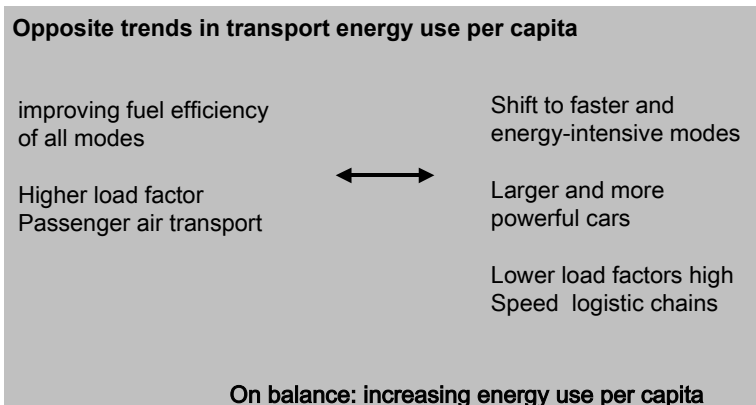 Opposite trends in transport energy use per capita
improving fuel efficiency
of all modes
Higher load factor
Passenger air transport
Shift to faster and
energy-intensive modes
Larger and more
powerful cars
Lower load factors high
Speed logistic chains
On balance: increasing energy use per capita